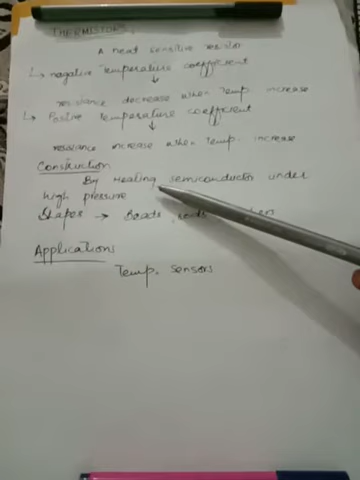 THERMISTORS
A heat sensitive resistor
↳ negative Temperature coefficient
↓
resistance decrease when Temp. increase
↳ Positive temperature coefficient
↓
resistance increase when Temp. increase
Construction
By Heating semiconductor under
high pressure
Shapes → Beads,
Applications
Temp. sensors